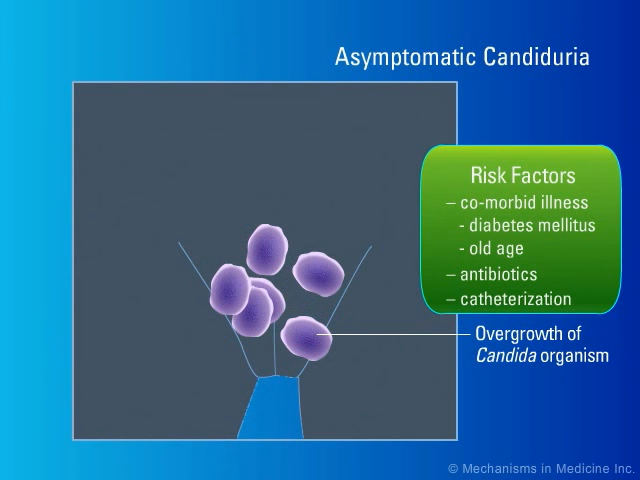 Asymptomatic Candiduria
Risk Factors
– co-morbid illness
- diabetes mellitus
- old age
– antibiotics
– catheterization
Overgrowth of
Candida organism
© Mechanisms in Medicine Inc.